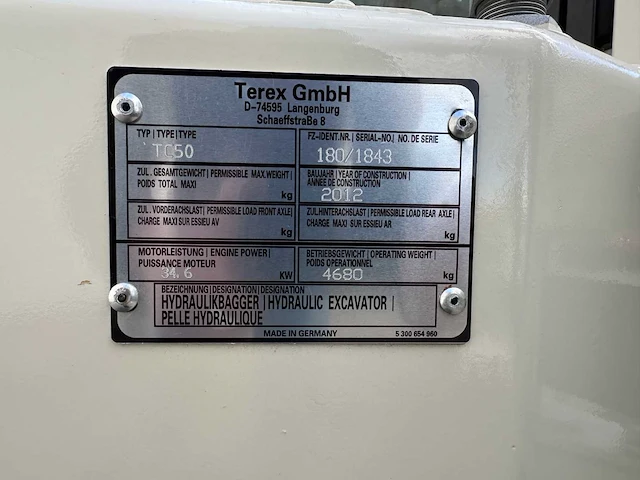 Terex GmbH
D-74595 Langenburg
Schaeffstraße 8
TYP | TYPE | TYPE
TC50
FZ-IDENT.NR. | SERIAL-NO. | NO. DE SERIE
180/1843
ZUL. GESAMTGEWICHT | PERMISSIBLE MAX.WEIGHT |
POIDS TOTAL MAXI
kg
BAUJAHR | YEAR OF CONSTRUCTION |
ANNÉE DE CONSTRUCTION
2012
ZUL. VORDERACHSLAST | PERMISSIBLE LOAD FRONT AXLE |
CHARGE MAXI SUR ESSIEU AV
kg
ZUL.HINTERACHSLAST | PERMISSIBLE LOAD REAR AXLE |
CHARGE MAXI SUR ESSIEU AR
kg
MOTORLEISTUNG | ENGINE POWER |
PUISSANCE MOTEUR
34,6 KW
BETRIEBSGEWICHT | OPERATING WEIGHT |
POIDS OPERATIONNEL
4680 kg
BEZEICHNUNG | DESIGNATION | DESIGNATION
HYDRAULIKBAGGER | HYDRAULIC EXCAVATOR |
PELLE HYDRAULIQUE
MADE IN GERMANY
5 300 654 960